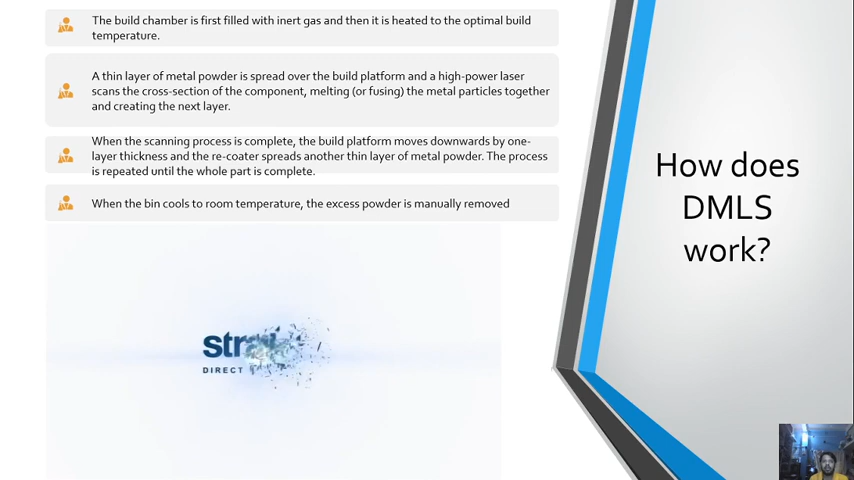 The build chamber is first filled with inert gas and then it is heated to the optimal build
temperature.
A thin layer of metal powder is spread over the build platform and a high-power laser
scans the cross-section of the component, melting (or fusing) the metal particles together
and creating the next layer.
When the scanning process is complete, the build platform moves downwards by one-
layer thickness and the re-coater spreads another thin layer of metal powder. The process
is repeated until the whole part is complete.
When the bin cools to room temperature, the excess powder is manually removed
How does
DMLS
work?
DIRECT